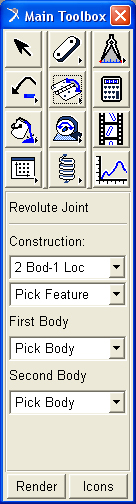 Main Toolbox
Revolute Joint
Construction:
2 Bod-1 Loc
Pick Feature
First Body
Pick Body
Second Body
Pick Body
Render Icons